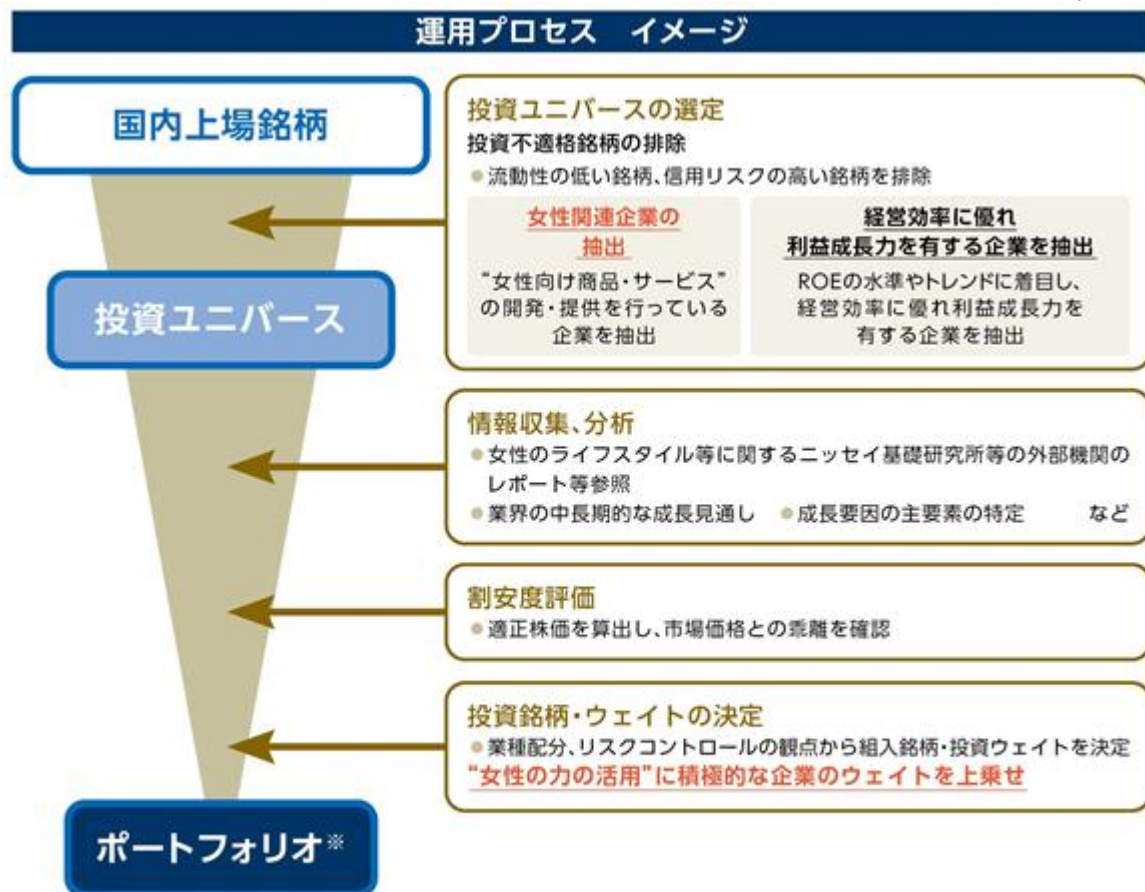 運用プロセス イメージ
国内上場銘柄
投資ユニバースの選定
投資不適格銘柄の排除
●流動性の低い銘柄、信用リスクの高い銘柄を排除
女性関連企業の
抽出
“女性向け商品・サービス”
の開発・提供を行っている
企業を抽出
経営効率に優れ
利益成長力を有する企業を抽出
ROEの水準やトレンドに着目し、
経営効率に優れ利益成長力を
有する企業を抽出
投資ユニバース
情報収集、分析
●女性のライフスタイル等に関するニッセイ基礎研究所等の外部機関の
レポート等参照
●業界の中長期的な成長見通し ●成長要因の主要素の特定 など
割安度評価
●適正株価を算出し、市場価格との乖離を確認
投資銘柄・ウェイトの決定
●業種配分、リスクコントロールの観点から組入銘柄・投資ウェイトを決定
“女性の力の活用”に積極的な企業のウェイトを上乗せ
ポートフォリオ※